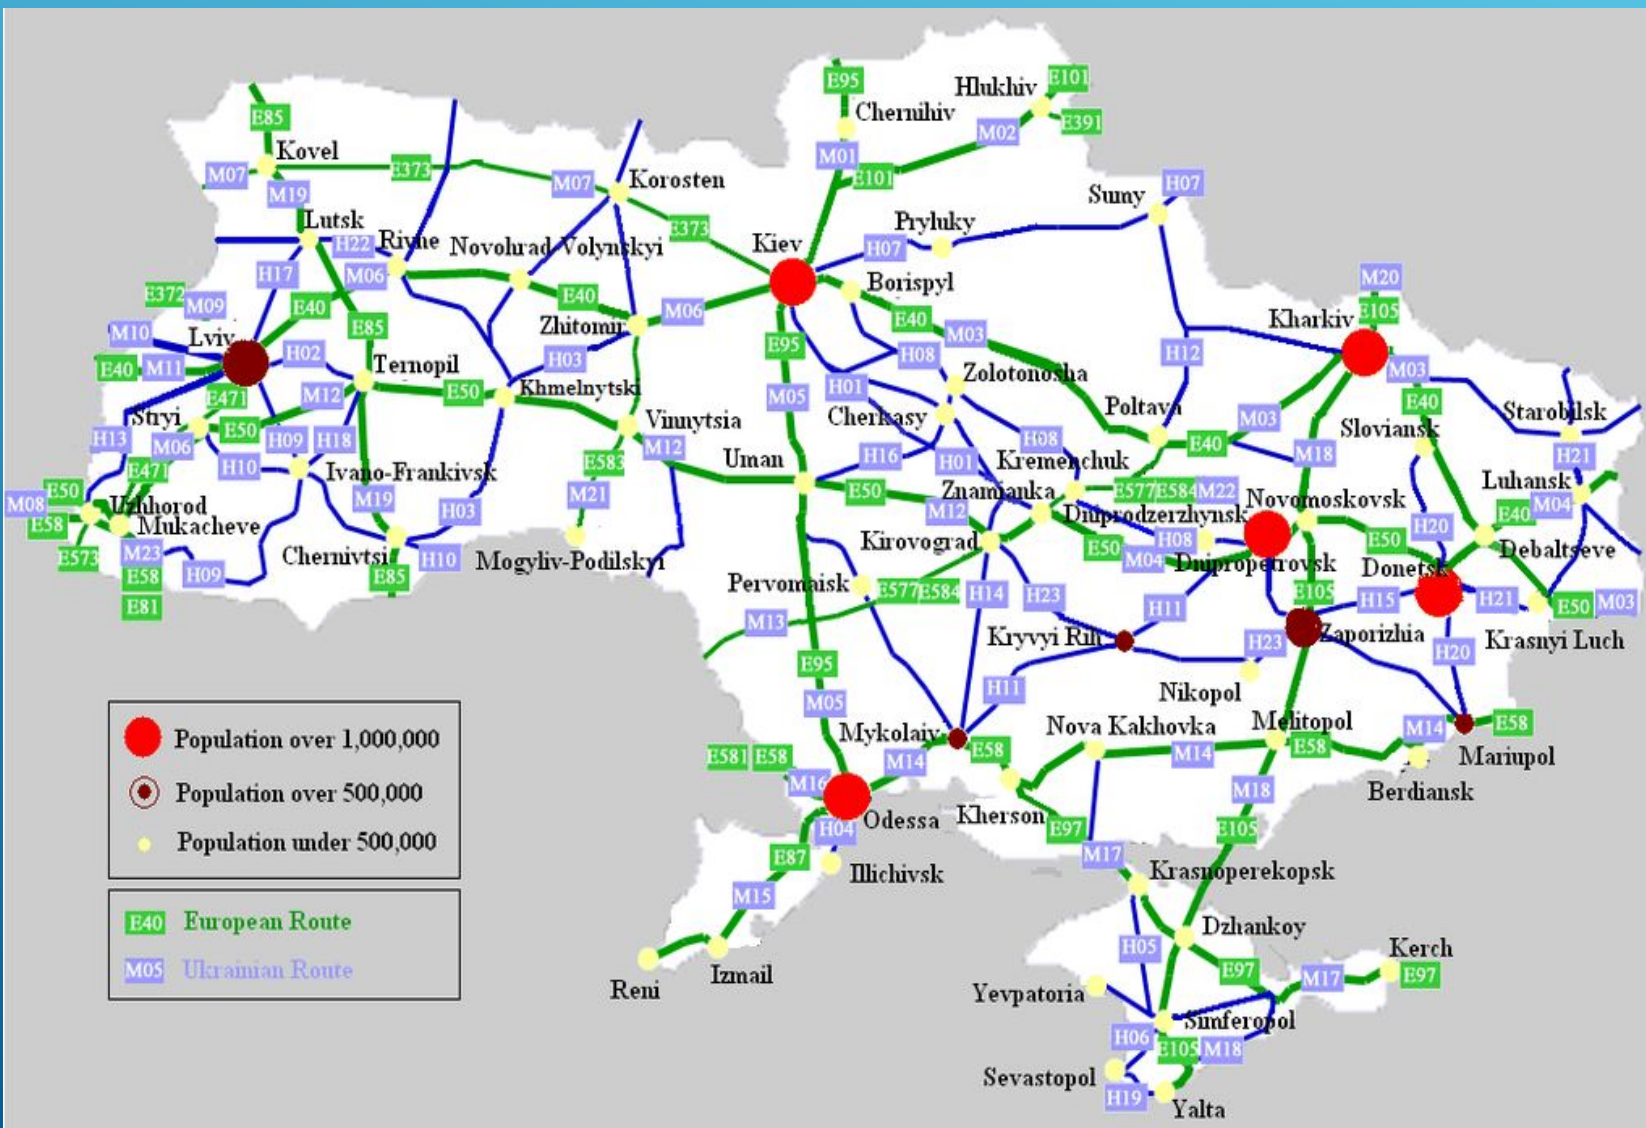 E95
Hlukhiv
E101
E85
Chernihiv
E391
M02
Kovel
M01
M07
E373
M07
E101
Korosten
M19
Sumy
H07
Lutsk
E373
Pryluky
H22
Rivne
Novohrad-Volynskyi
Kiev
H07
H17
M06
Borispyl
M20
E372
M09
E40
E40
M06
E40
M03
E105
M10
Lviv
E85
Zhitomir
E95
Kharkiv
E40
M11
H02
Ternopil
H03
H08
H12
M03
E471
M12
E50
Khmelnytski
M05
H01
Zolotonosha
E40
Stryi
E50
Vinnytsia
Cherkasy
Poltava
M03
Starobilsk
H13
M06
H09
H18
M12
H08
E40
M18
Sloviansk
E471
H10
Ivano-Frankivsk
E583
Uman
H16
H01
Kremenchuk
H21
E50
M19
M21
E50
Znamianka
E577
E584
M22
Novomoskovsk
Luhansk
M08
Uzhhorod
H03
M12
Dniprodzerzhynsk
E40
M04
E58
Mukacheve
Kirovograd
H08
H20
E50
E573
M23
Chernivtsi
H10
Mogyliv-Podilskyi
E50
M04
Dnipropetrovsk
Donetsk
Debaltseve
E58
H09
E85
Pervomaisk
E577
E584
H14
H23
H11
E105
H15
H21
E50
M03
E81
M13
Kryvyi Rih
Zaporizhia
Krasnyi Luch
E95
H23
H20
H11
Nikopol
M05
Mykolaiv
Nova Kakhovka
Melitopol
M14
E58
Population over 1,000,000
E581
E58
M14
E58
M14
E58
Mariupol
M16
M18
Berdiansk
Population over 500,000
Odessa
Kherson
E97
E105
H04
Population under 500,000
E87
Illichivsk
M17
Krasnoperekopsk
M15
E40
European Route
Dzhankoy
H05
Kerch
M05
Ukrainian Route
Izmail
E97
M17
E97
Reni
Yevpatoria
Simferopol
H06
E105
M18
Sevastopol
H19
Yalta